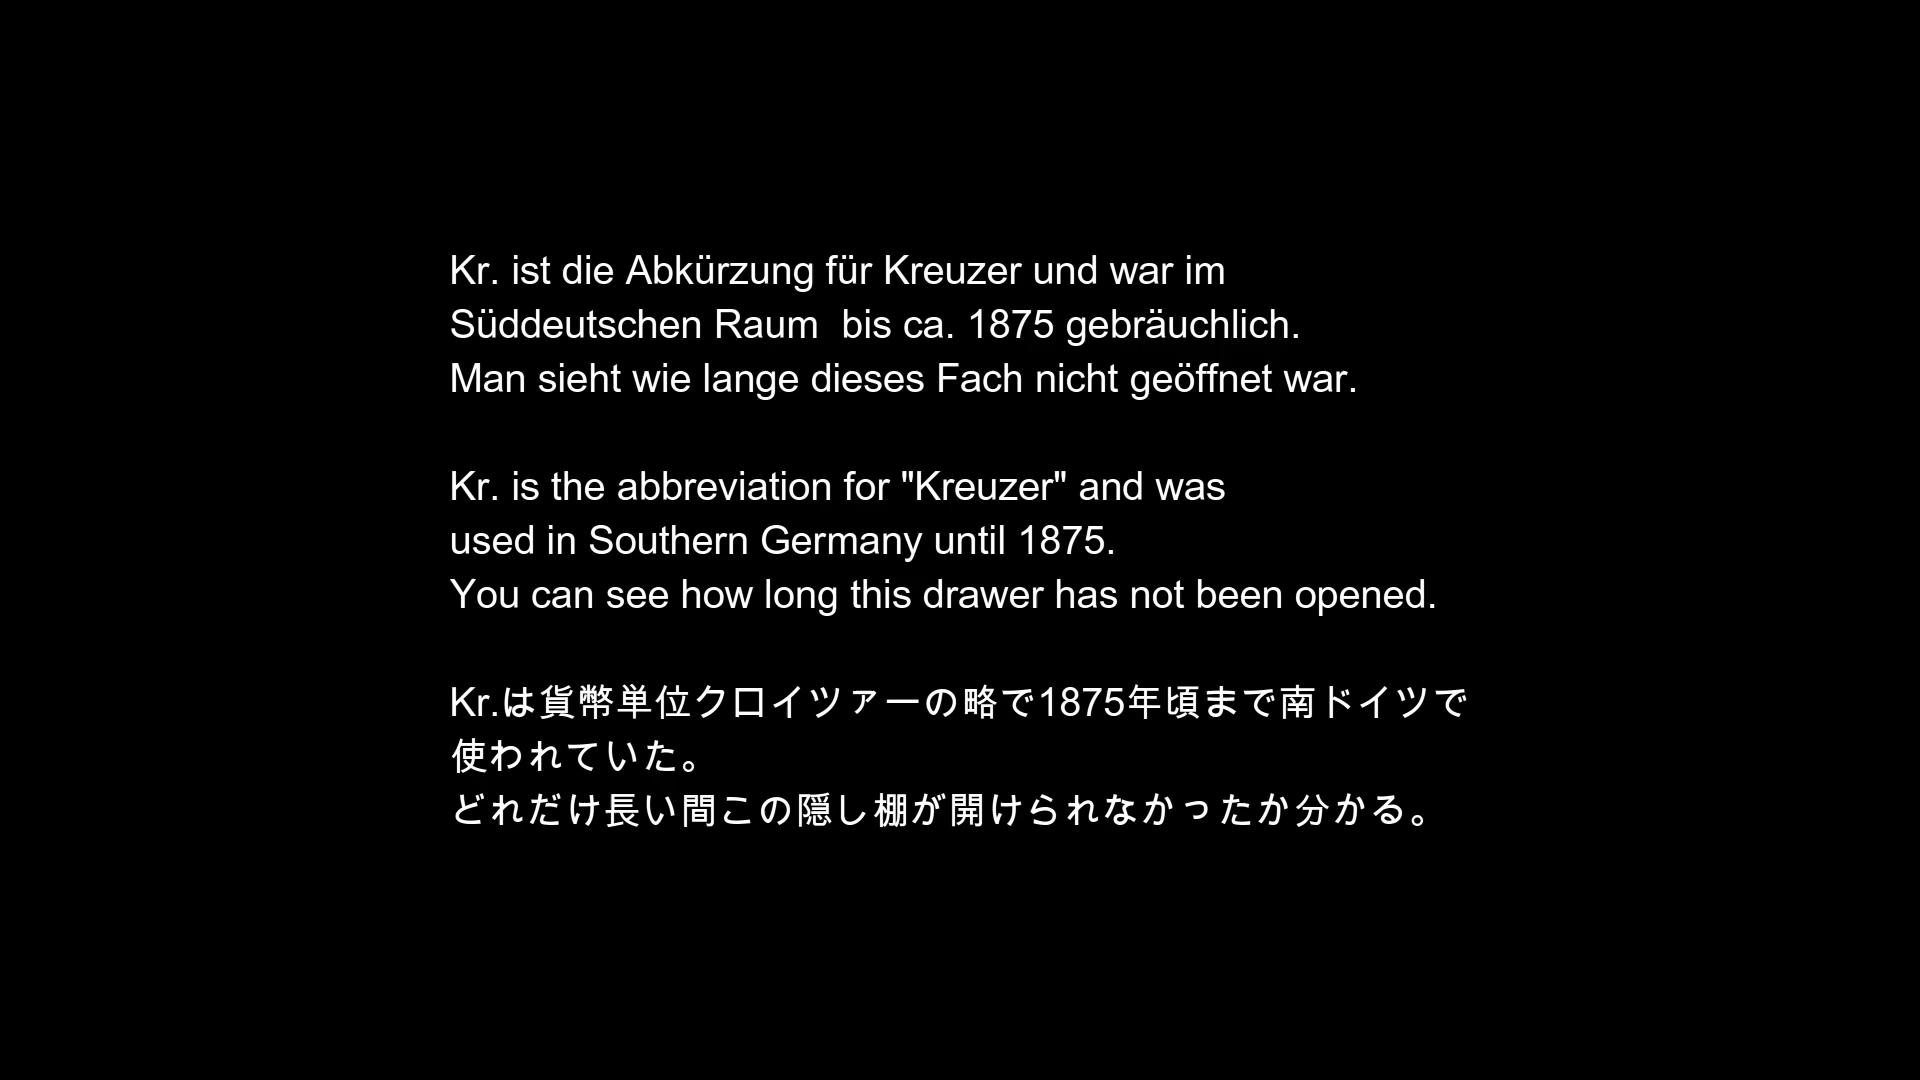 Kr. ist die Abkürzung für Kreuzer und war im
Süddeutschen Raum  bis ca. 1875 gebräuchlich.
Man sieht wie lange dieses Fach nicht geöffnet war.
Kr. is the abbreviation for "Kreuzer" and was
used in Southern Germany until 1875.
You can see how long this drawer has not been opened.
Kr.は貨幣単位クロイツァーの略で1875年頃まで南ドイツで
使われていた。
どれだけ長い間この隠し棚が開けられなかったか分かる。